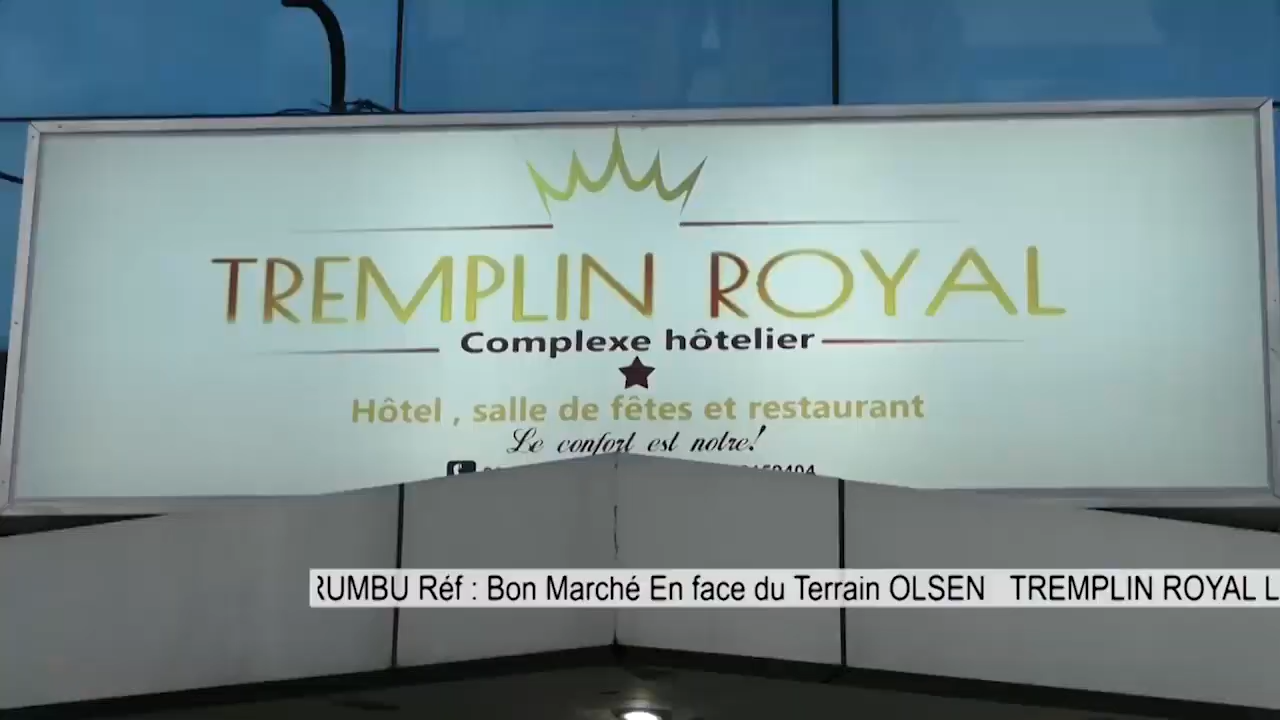 TREMPLIN ROYAL
Complexe hôtelier
Hôtel , salle de fêtes et restaurant
Le confort est notre!
RUMBU Réf : Bon Marché En face du Terrain OLSEN TREMPLIN ROYAL L